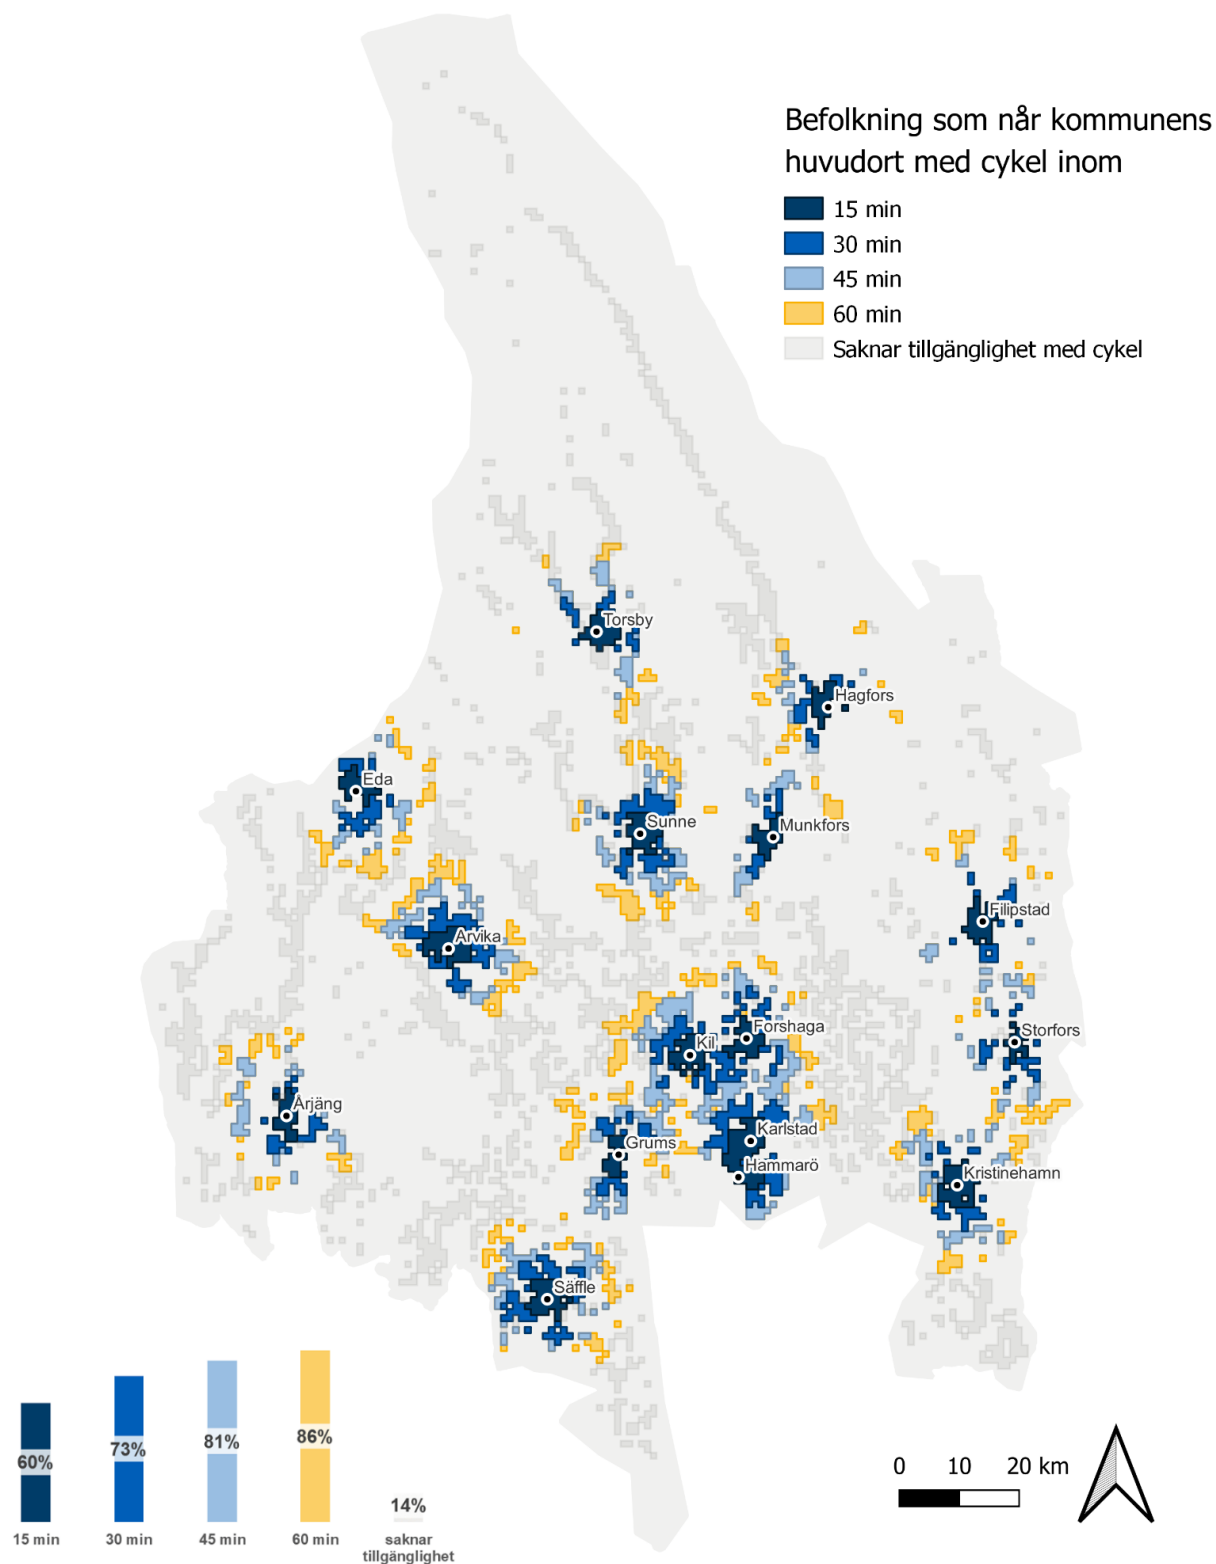 Befolkning som når kommunens
huvudort med cykel inom
15 min
30 min
45 min
60 min
Saknar tillgänglighet med cykel
Torsby
Hagfors
Eda
Sunne
Munkfors
Filipstad
Arvika
Forshaga
Storfors
Kil
Årjäng
Karlstad
Grums
Hammarö
Kristinehamn
Säffle
60%
73%
81%
86%
14%
15 min
30 min
45 min
60 min
saknar
tillgänglighet
0 10 20 km